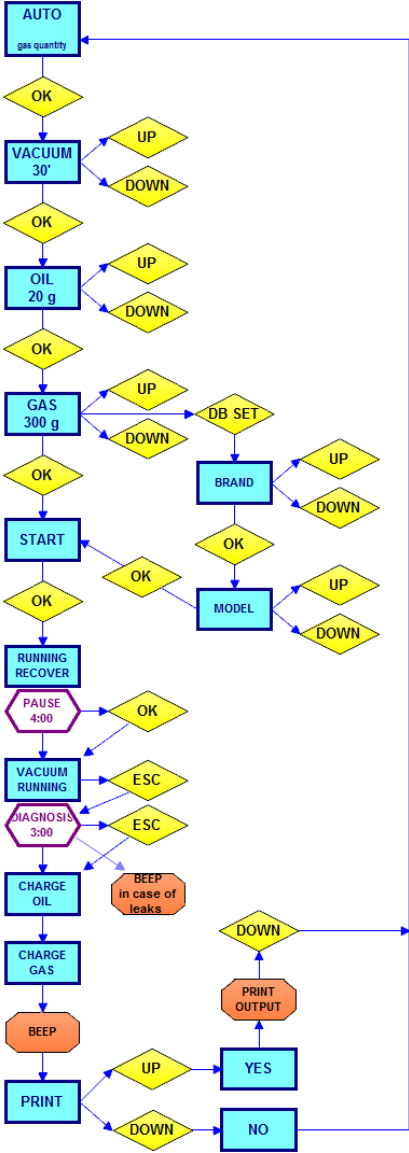 AUTO
gas quantity
OK
UP
VACUUM
30'
DOWN
OK
UP
OIL
20 g
DOWN
OK
UP
GAS
300 g
DB SET
DOWN
UP
OK
BRAND
DOWN
START
OK
OK
UP
OK
MODEL
DOWN
RUNNING
RECOVER
PAUSE
4:00
OK
VACUUM
RUNNING
ESC
DIAGNOSIS
3:00
ESC
BEEP
in case of
leaks
CHARGE
OIL
DOWN
CHARGE
GAS
PRINT
OUTPUT
BEEP
UP
YES
PRINT
DOWN
NO